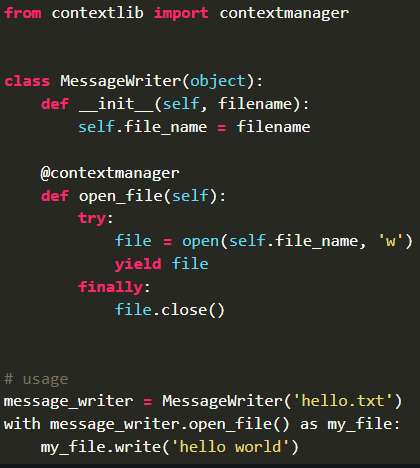 from contextlib import contextmanager
class MessageWriter(object):
    def __init__(self, filename):
        self.file_name = filename
    @contextmanager
    def open_file(self):
        try:
            file = open(self.file_name, 'w')
            yield file
        finally:
            file.close()
# usage
message_writer = MessageWriter('hello.txt')
with message_writer.open_file() as my_file:
    my_file.write('hello world')